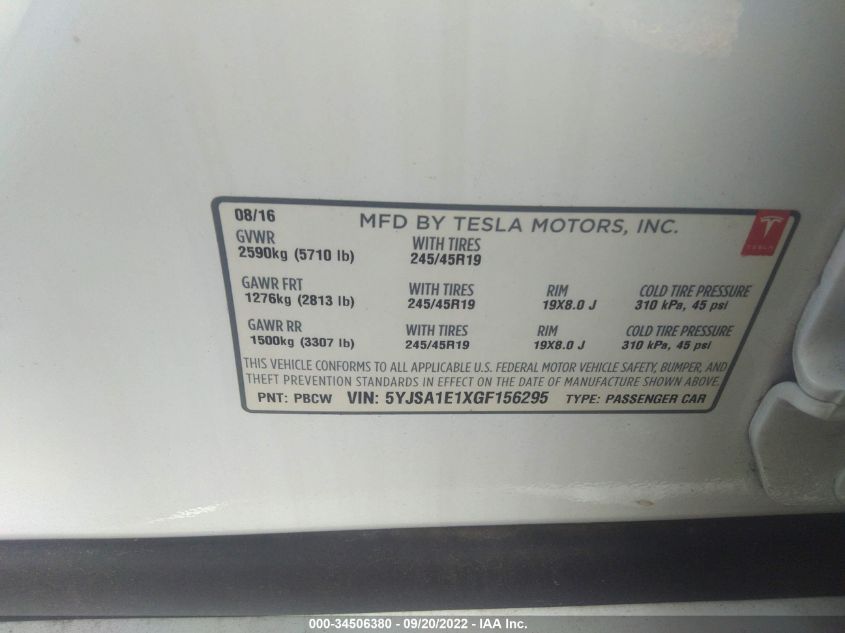 08/16 MFD BY TESLA MOTORS, INC.
TESLA
GVWR WITH TIRES
2590kg (5710 lb) 245/45R19
GAWR FRT WITH TIRES RIM COLD TIRE PRESSURE
1276kg (2813 lb) 245/45R19 19X8.0 J 310 kPa, 45 psi
GAWR RR WITH TIRES RIM COLD TIRE PRESSURE
1500kg (3307 lb) 245/45R19 19X8.0 J 310 kPa, 45 psi
THIS VEHICLE CONFORMS TO ALL APPLICABLE U.S. FEDERAL MOTOR VEHICLE SAFETY, BUMPER, AND
THEFT PREVENTION STANDARDS IN EFFECT ON THE DATE OF MANUFACTURE SHOWN ABOVE.
PNT: PBCW VIN: 5YJSA1E1XGF156295 TYPE: PASSENGER CAR
000-34506380 - 09/20/2022 - IAA Inc.